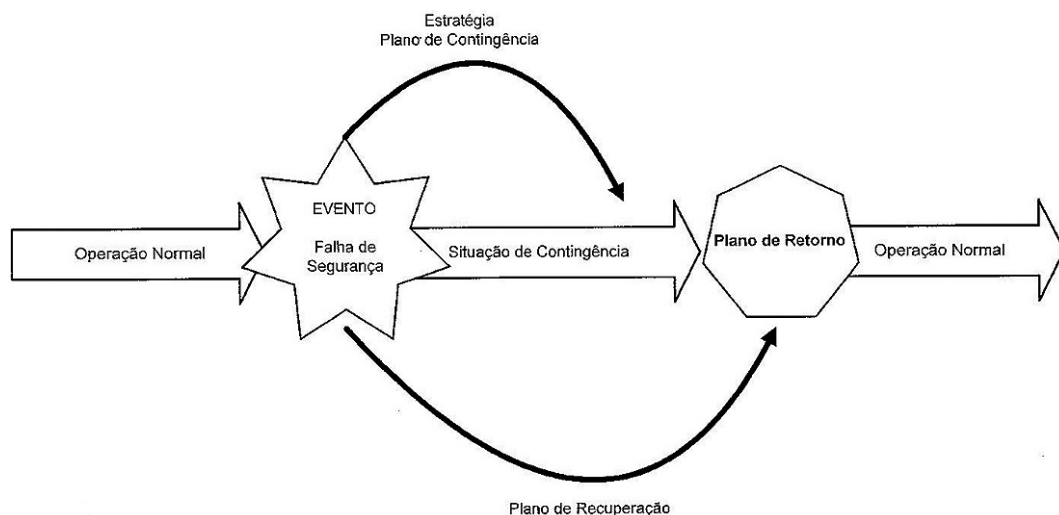 Estratégia
Plano de Contingência
Operação Normal
EVENTO
Falha de
Segurança
Situação de Contingência
Plano de Retorno
Operação Normal
Plano de Recuperação